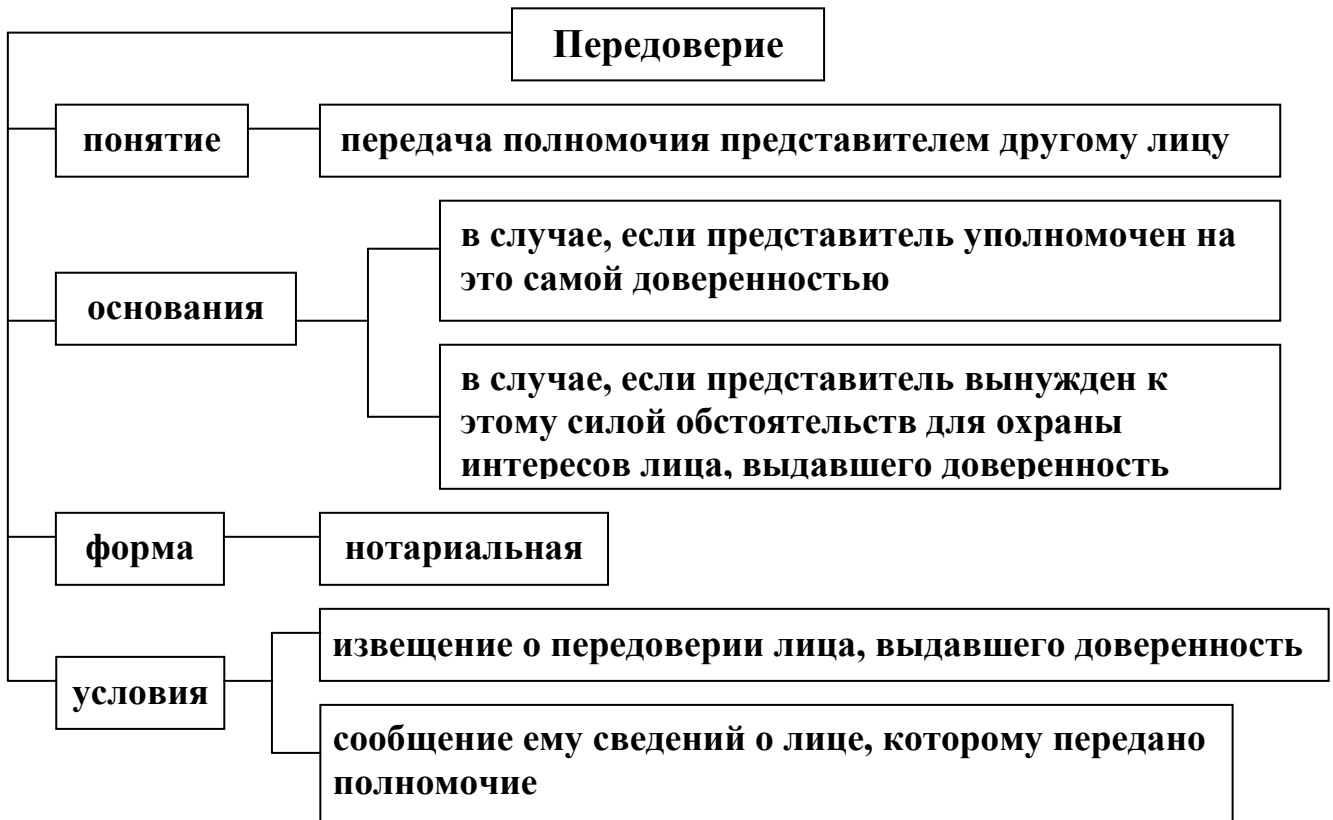 Передоверие
понятие
передача полномочия представителем другому лицу
основания
в случае, если представитель уполномочен на
это самой доверенностью
в случае, если представитель вынужден к
этому силой обстоятельств для охраны
интересов лица, выдавшего доверенность
форма
нотариальная
условия
извещение о передоверии лица, выдавшего доверенность
сообщение ему сведений о лице, которому передано
полномочие